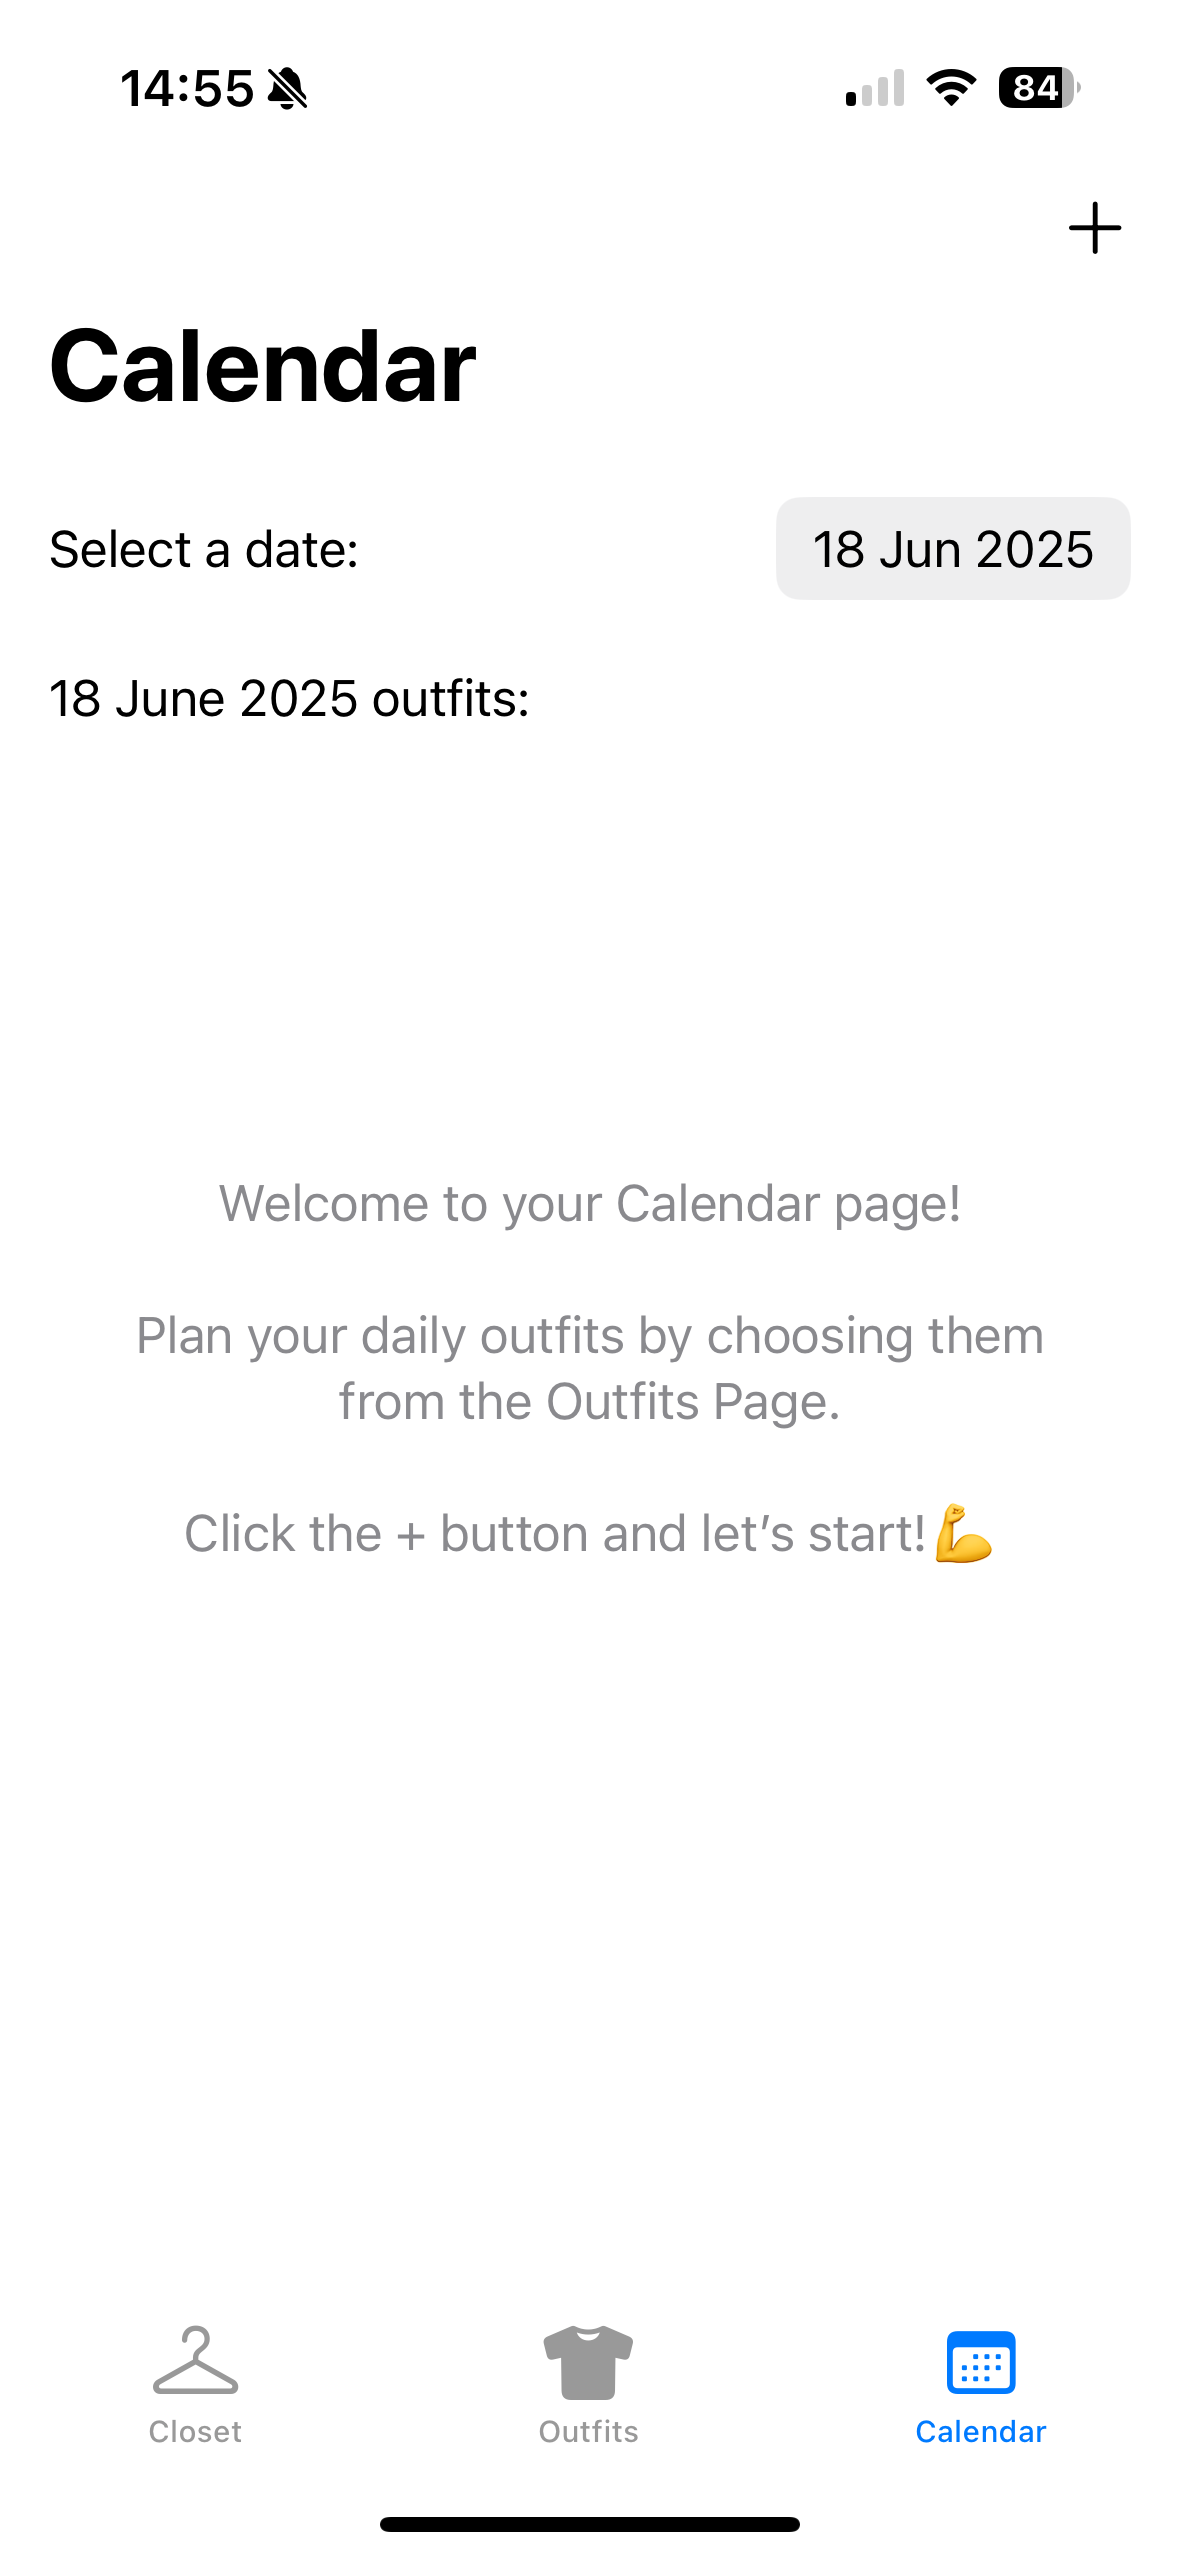 14:55
84
Calendar
Select a date:
18 Jun 2025
18 June 2025 outfits:
Welcome to your Calendar page!
Plan your daily outfits by choosing them
from the Outfits Page.
Click the + button and let’s start!💪
Closet
Outfits
Calendar